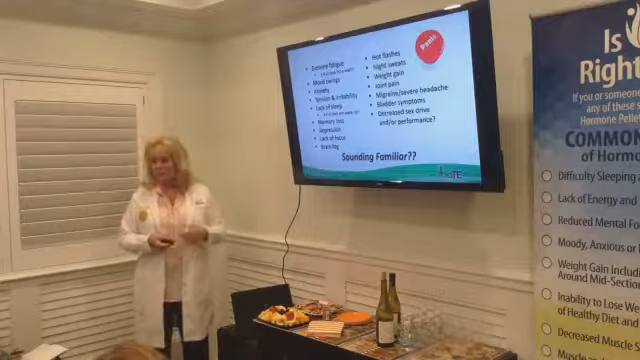 Extreme fatigue
Mood swings
Anxiety
Tension & irritability
Lack of sleep
Memory loss
Depression
Lack of focus
Brain fog
Hot flashes
Night sweats
Weight gain
Joint pain
Migraine/severe headache
Bladder symptoms
Decreased sex drive
and/or performance?
Panic
Sounding Familiar??
Is
Right
If you or someone
any of these s
Hormone Pellet
COMMON
of Hormo
Difficulty Sleeping a
Lack of Energy and
Reduced Mental Fo
Moody, Anxious or
Weight Gain Includi
Around Mid-Section
Inability to Lose We
of Healthy Diet and
Decreased Muscle S
Muscle